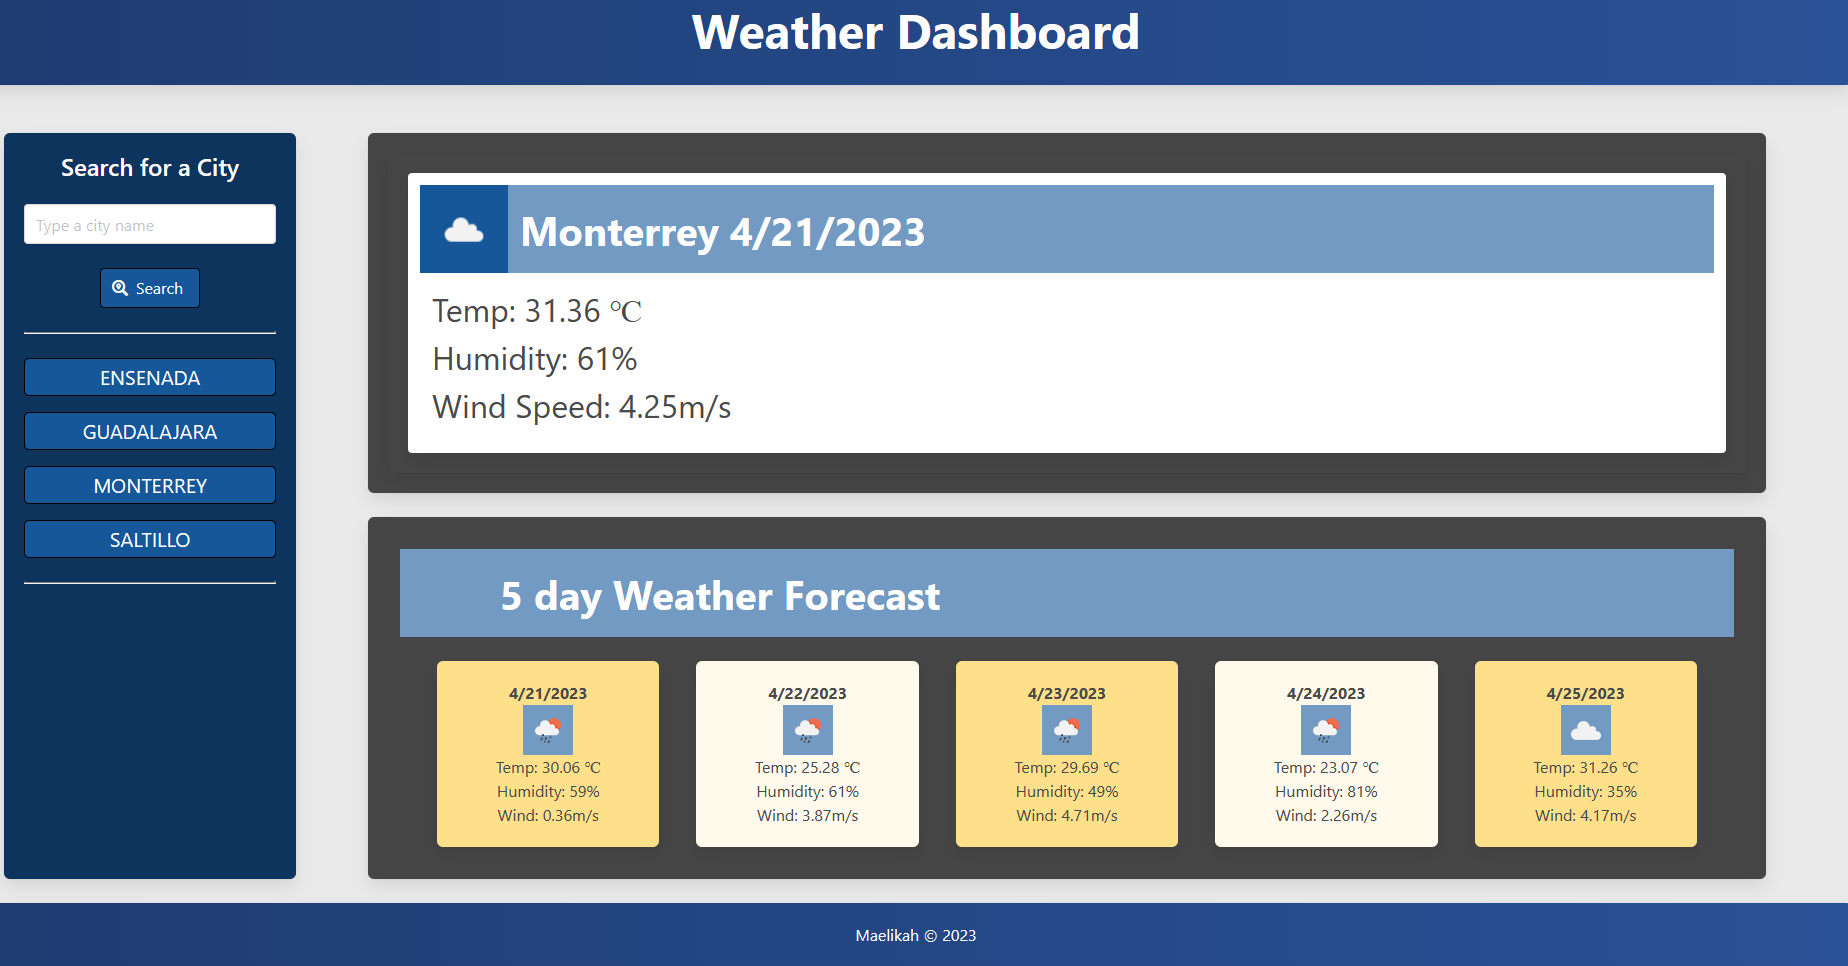 Weather Dashboard
Search for a City
Type a city name
Search
ENSENADA
GUADALAJARA
MONTERREY
SALTILLO
Monterrey 4/21/2023
Temp: 31.36 ℃
Humidity: 61%
Wind Speed: 4.25m/s
5 day Weather Forecast
4/21/2023
Temp: 30.06 ℃
Humidity: 59%
Wind: 0.36m/s
4/22/2023
Temp: 25.28 ℃
Humidity: 61%
Wind: 3.87m/s
4/23/2023
Temp: 29.69 ℃
Humidity: 49%
Wind: 4.71m/s
4/24/2023
Temp: 23.07 ℃
Humidity: 81%
Wind: 2.26m/s
4/25/2023
Temp: 31.26 ℃
Humidity: 35%
Wind: 4.17m/s
Maelikah © 2023